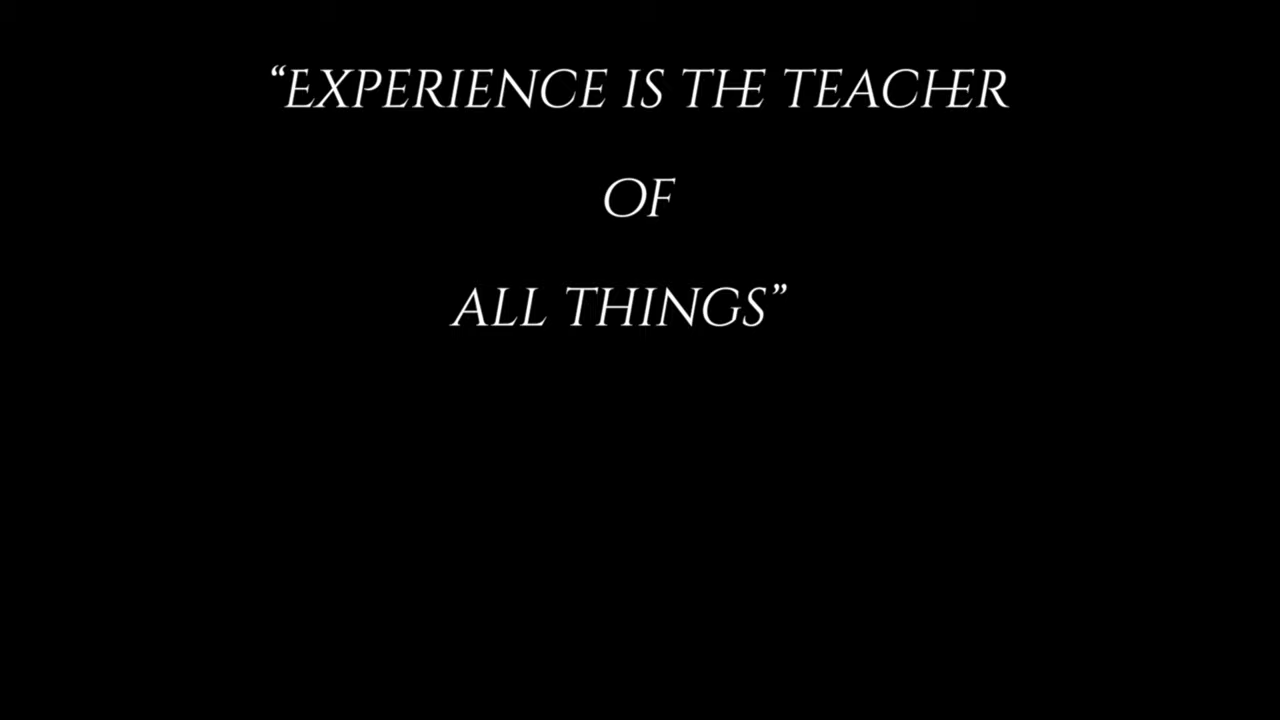 “EXPERIENCE IS THE TEACHER
OF
ALL THINGS”